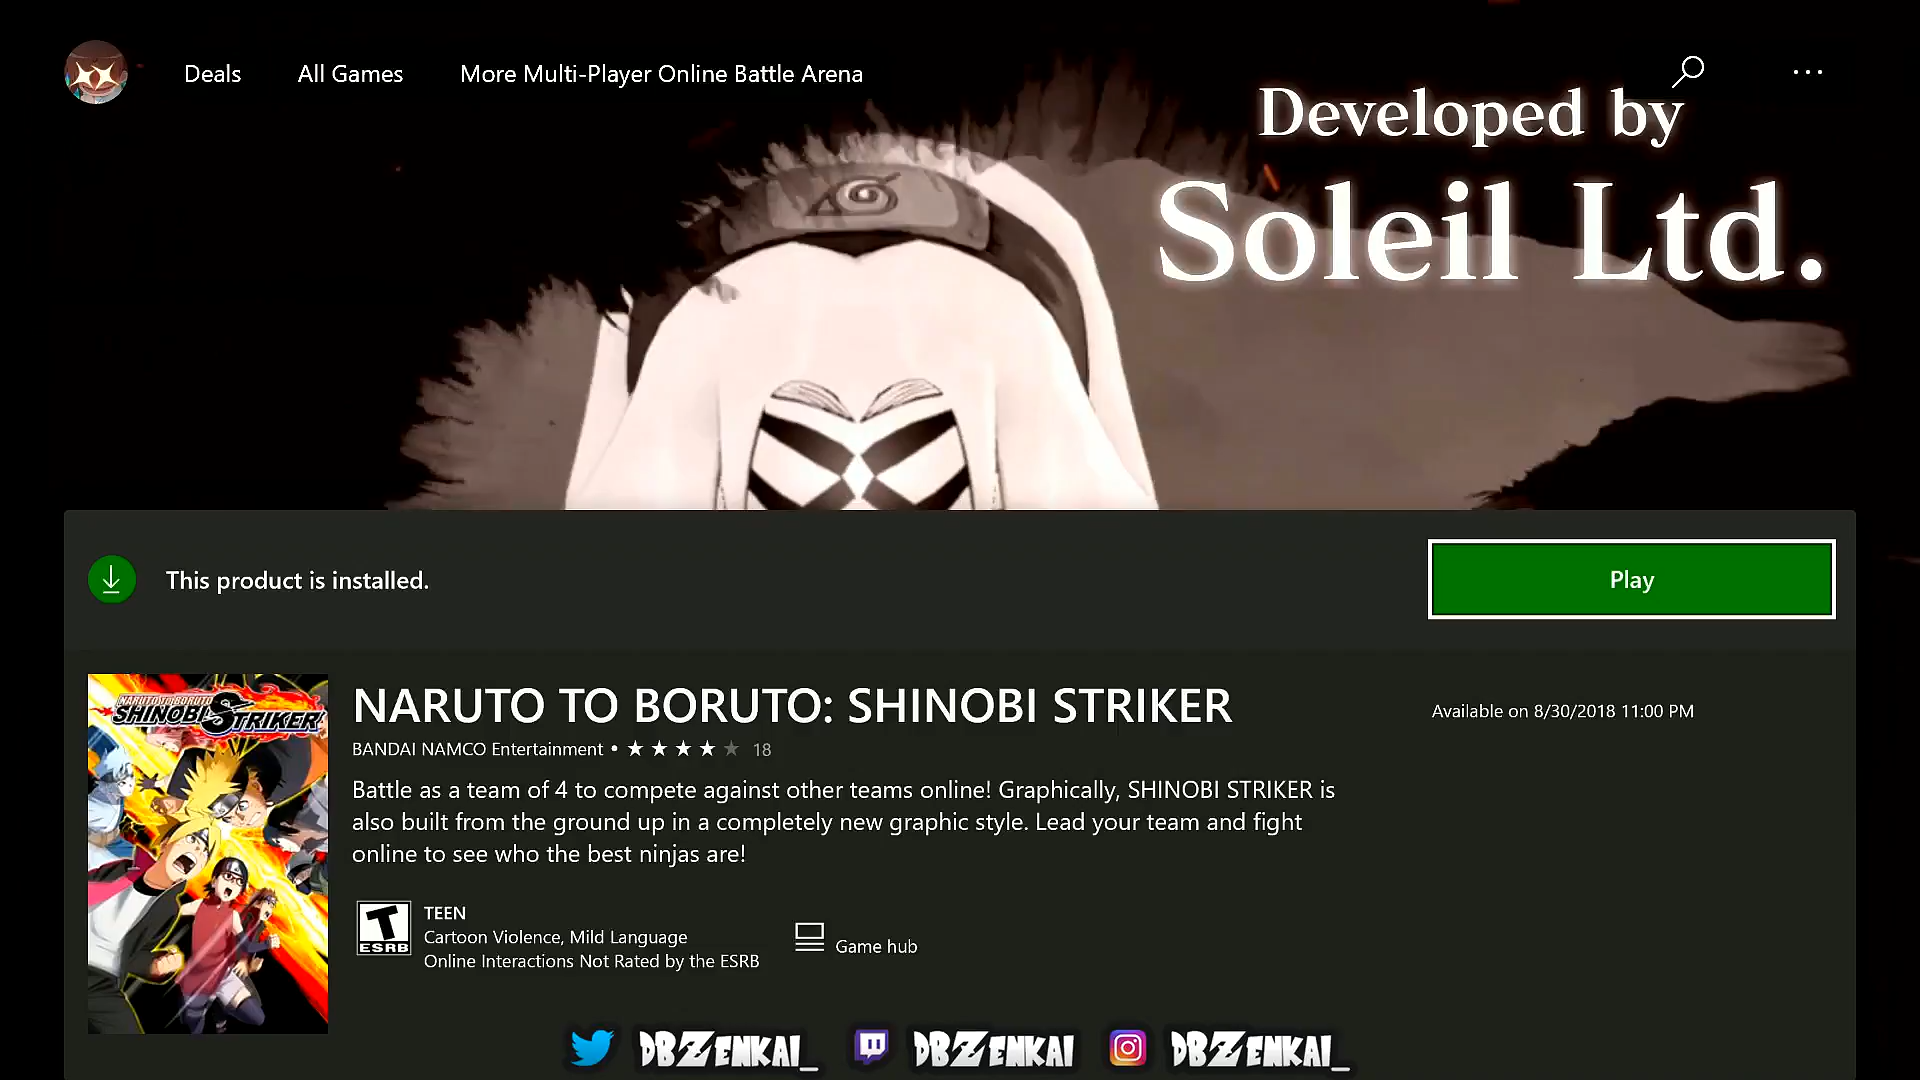 Deals All Games More Multi-Player Online Battle Arena
Developed by
Soleil Ltd.
This product is installed.
Play
NARUTO TO BORUTO
SHINOBI STRIKER
NARUTO TO BORUTO: SHINOBI STRIKER
Available on 8/30/2018 11:00 PM
BANDAI NAMCO Entertainment • ★ ★ ★ ★ ★ 18
Battle as a team of 4 to compete against other teams online! Graphically, SHINOBI STRIKER is
also built from the ground up in a completely new graphic style. Lead your team and fight
online to see who the best ninjas are!
T
ESRB
TEEN
Cartoon Violence, Mild Language
Online Interactions Not Rated by the ESRB
Game hub
DBZENKAI_ DBZENKAI DBZENKAI_